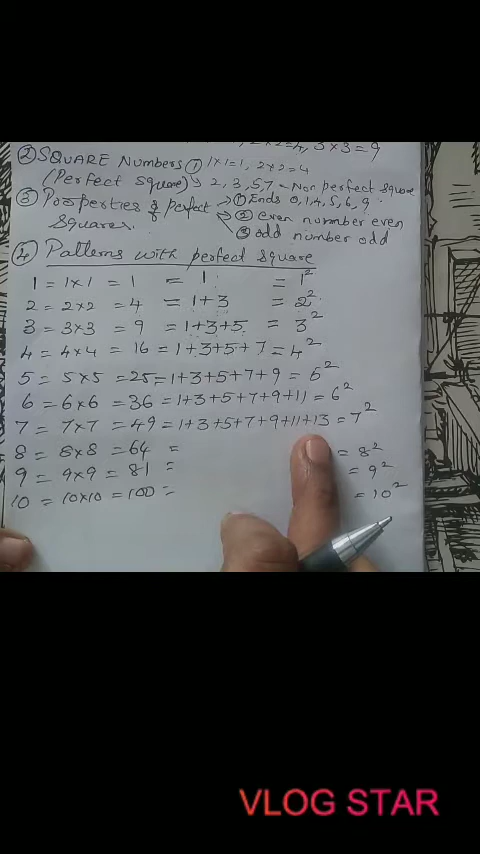 2×2=4, 3×3=9
② SQUARE Numbers ① 1×1=1, 2×2=4
(Perfect square) 2, 3, 5, 7 - Non perfect square
③ Properties of perfect → ① Ends 0, 1, 4, 5, 6, 9.
squares. ② even number even
③ odd number odd
④ Patterns with perfect square
1 = 1×1 = 1 = 1 = 1²
2 = 2×2 = 4 = 1+3 = 2²
3 = 3×3 = 9 = 1+3+5 = 3²
4 = 4×4 = 16 = 1+3+5+7 = 4²
5 = 5×5 = 25 = 1+3+5+7+9 = 5²
6 = 6×6 = 36 = 1+3+5+7+9+11 = 6²
7 = 7×7 = 49 = 1+3+5+7+9+11+13 = 7²
8 = 8×8 = 64 = = 8²
9 = 9×9 = 81 = = 9²
10 = 10×10 = 100 = = 10²
VLOG STAR